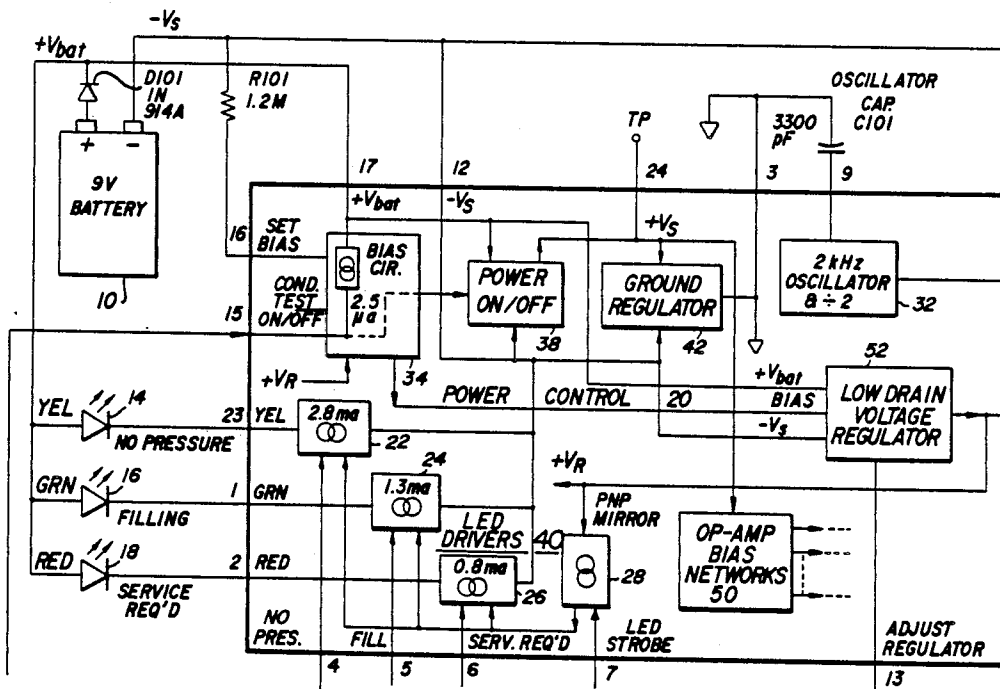 -Vs
+Vbat
D101
1N
914A
R101
1.2M
+ -
9V
BATTERY
10
OSCILLATOR
CAP.
C101
3300
pF
TP
17
12
24
3
9
+Vbat
-Vs
+Vs
16
SET
BIAS
BIAS
CIR.
COND.
TEST
ON/OFF
2.5
μa
15
+VR
34
POWER
ON/OFF
38
GROUND
REGULATOR
42
2 kHz
OSCILLATOR
& ÷ 2
32
52
+Vbat
BIAS
-Vs
LOW DRAIN
VOLTAGE
REGULATOR
POWER CONTROL 20
YEL
14
NO PRESSURE
23
YEL
2.8ma
22
GRN
16
FILLING
1
GRN
24
1.3ma
RED
18
SERVICE
REQ'D
2
RED
LED
DRIVERS 40
0.8ma
26
+VR
PNP
MIRROR
28
OP-AMP
BIAS
NETWORKS
50
NO
PRES.
FILL
SERV. REQ'D
LED
STROBE
ADJUST
REGULATOR
4
5
6
7
13